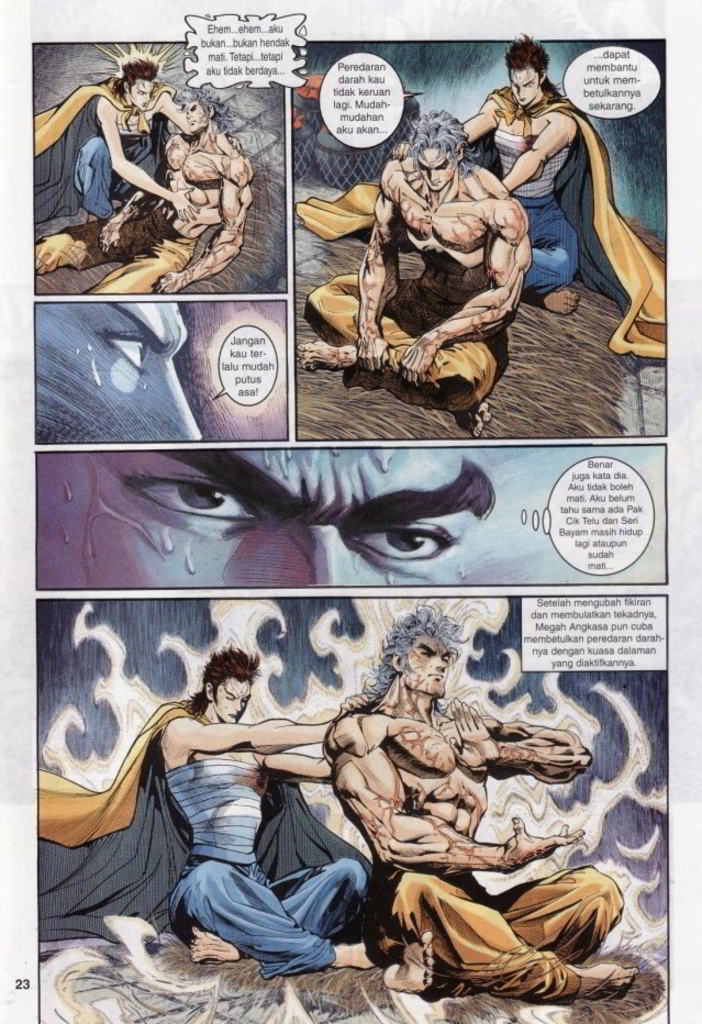 Ehem...ehem...aku
bukan...bukan hendak
mati. Tetapi...tetapi
aku tidak berdaya...
Peredaran
darah kau
tidak keruan
lagi. Mudah-
mudahan
aku akan...
...dapat
membantu
untuk mem-
betulkannya
sekarang.
Jangan
kau ter-
lalu mudah
putus
asa!
Benar
juga kata dia.
Aku tidak boleh
mati. Aku belum
tahu sama ada Pak
Cik Telu dan Seri
Bayam masih hidup
lagi ataupun
sudah
mati...
Setelah mengubah fikiran
dan membulatkan tekadnya,
Megah Angkasa pun cuba
membetulkan peredaran darah-
nya dengan kuasa dalaman
yang diaktifkannya.
23